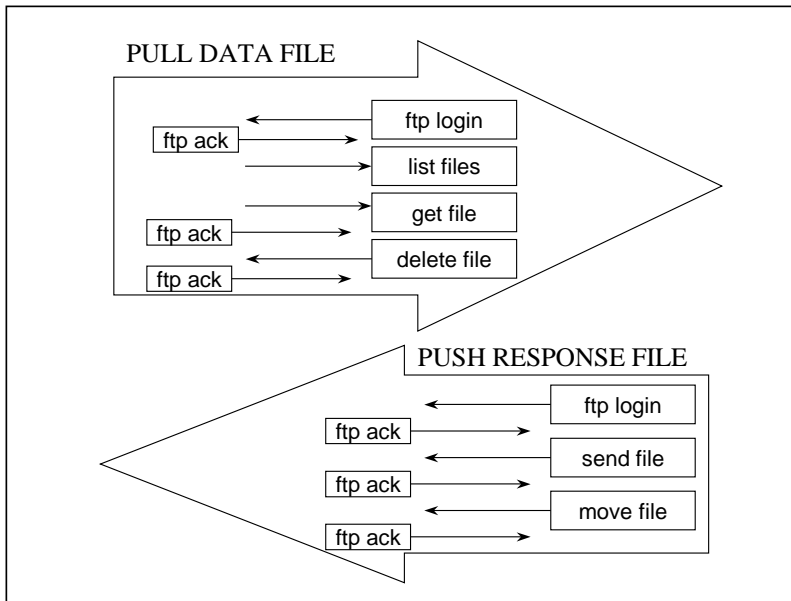 PULL DATA FILE
ftp login
ftp ack
list files
get file
ftp ack
delete file
ftp ack
PUSH RESPONSE FILE
ftp login
ftp ack
send file
ftp ack
move file
ftp ack